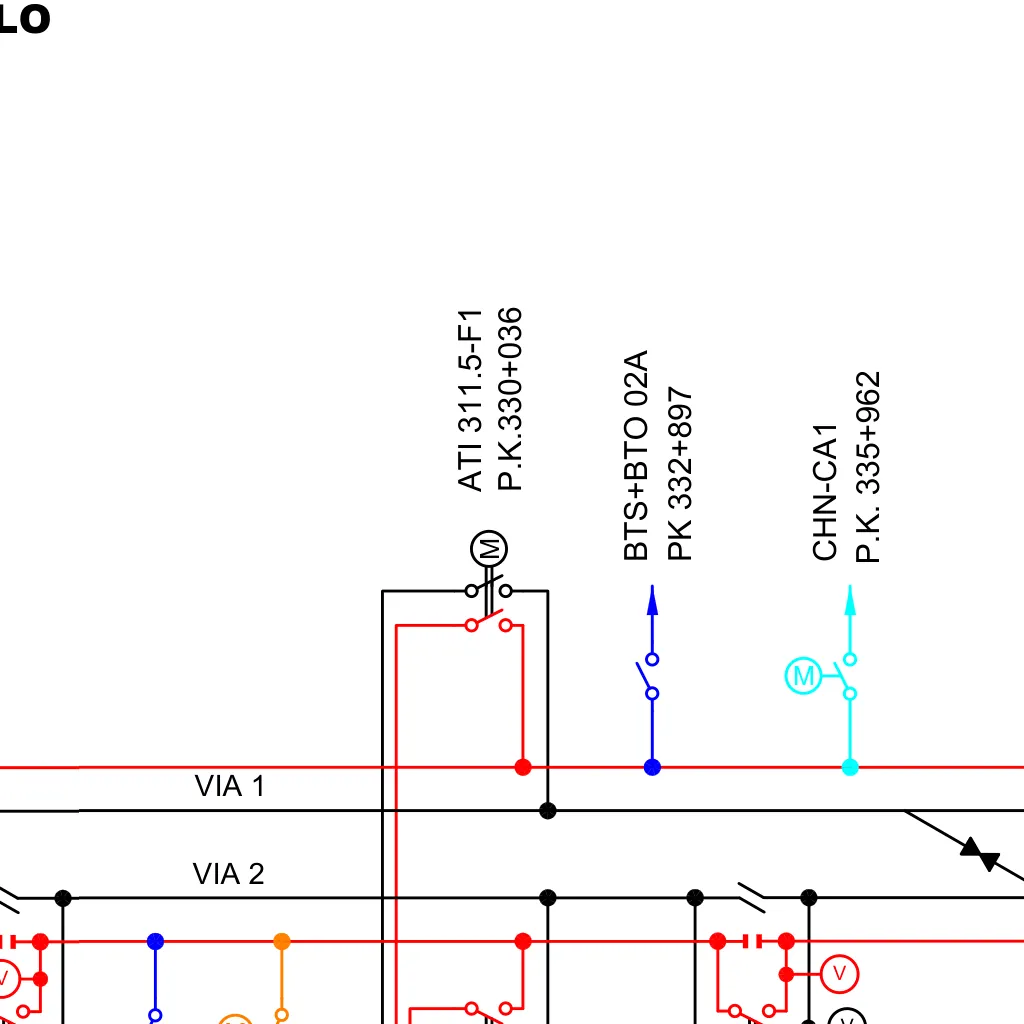 LO
ATI 311.5-F1
P.K.330+036
BTS+BTO 02A
PK 332+897
CHN-CA1
P.K. 335+962
M
M
VIA 1
VIA 2
V
V
V
M